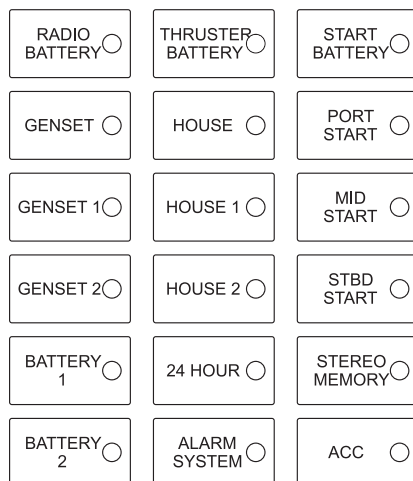 RADIO
BATTERY
THRUSTER
BATTERY
START
BATTERY
GENSET
HOUSE
PORT
START
GENSET 1
HOUSE 1
MID
START
GENSET 2
HOUSE 2
STBD
START
BATTERY
1
24 HOUR
STEREO
MEMORY
BATTERY
2
ALARM
SYSTEM
ACC